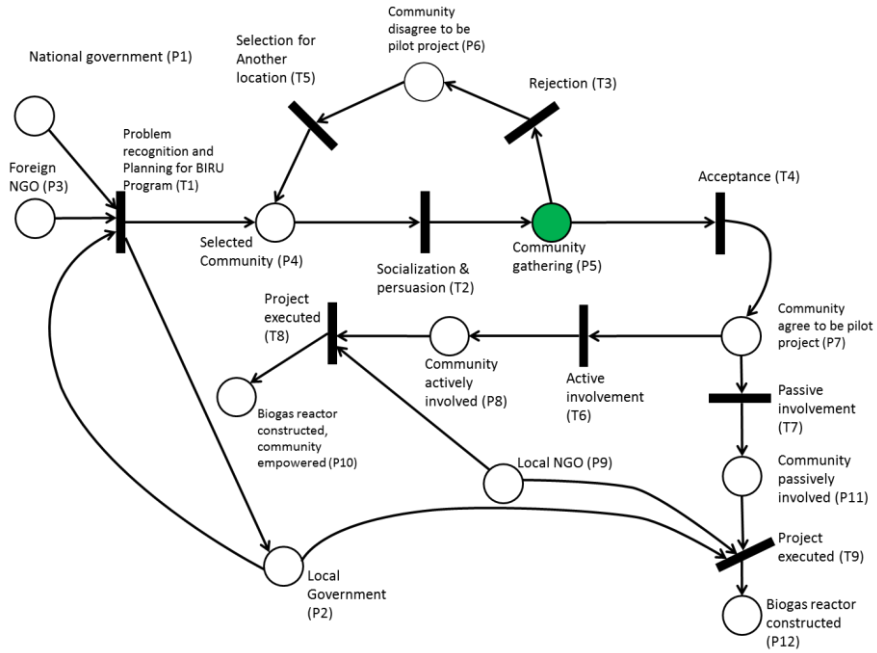 Community
disagree to be
pilot project (P6)
Selection for
Another
location (T5)
National government (P1)
Rejection (T3)
Problem
recognition and
Planning for BIRU
Program (T1)
Foreign
NGO (P3)
Acceptance (T4)
Selected
Community (P4)
Community
gathering (P5)
Socialization &
persuasion (T2)
Project
executed
(T8)
Community
agree to be pilot
project (P7)
Community
actively
involved (P8)
Active
involvement
(T6)
Passive
involvement
(T7)
Biogas reactor
constructed,
community
empowered (P10)
Local NGO (P9)
Community
passively
involved (P11)
Project
executed (T9)
Local
Government
(P2)
Biogas reactor
constructed
(P12)